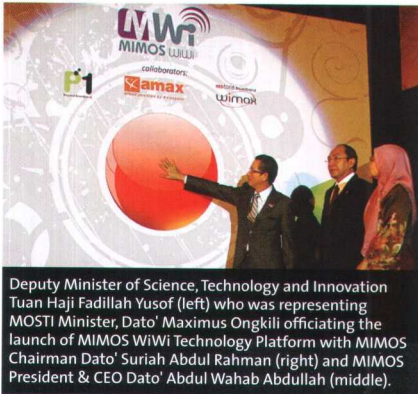 MWi
MIMOS WiWi
collaborators:
P1
amax
wimax
Deputy Minister of Science, Technology and Innovation
Tuan Haji Fadillah Yusof (left) who was representing
MOSTI Minister, Dato' Maximus Ongkili officiating the
launch of MIMOS WiWi Technology Platform with MIMOS
Chairman Dato' Suriah Abdul Rahman (right) and MIMOS
President & CEO Dato' Abdul Wahab Abdullah (middle).